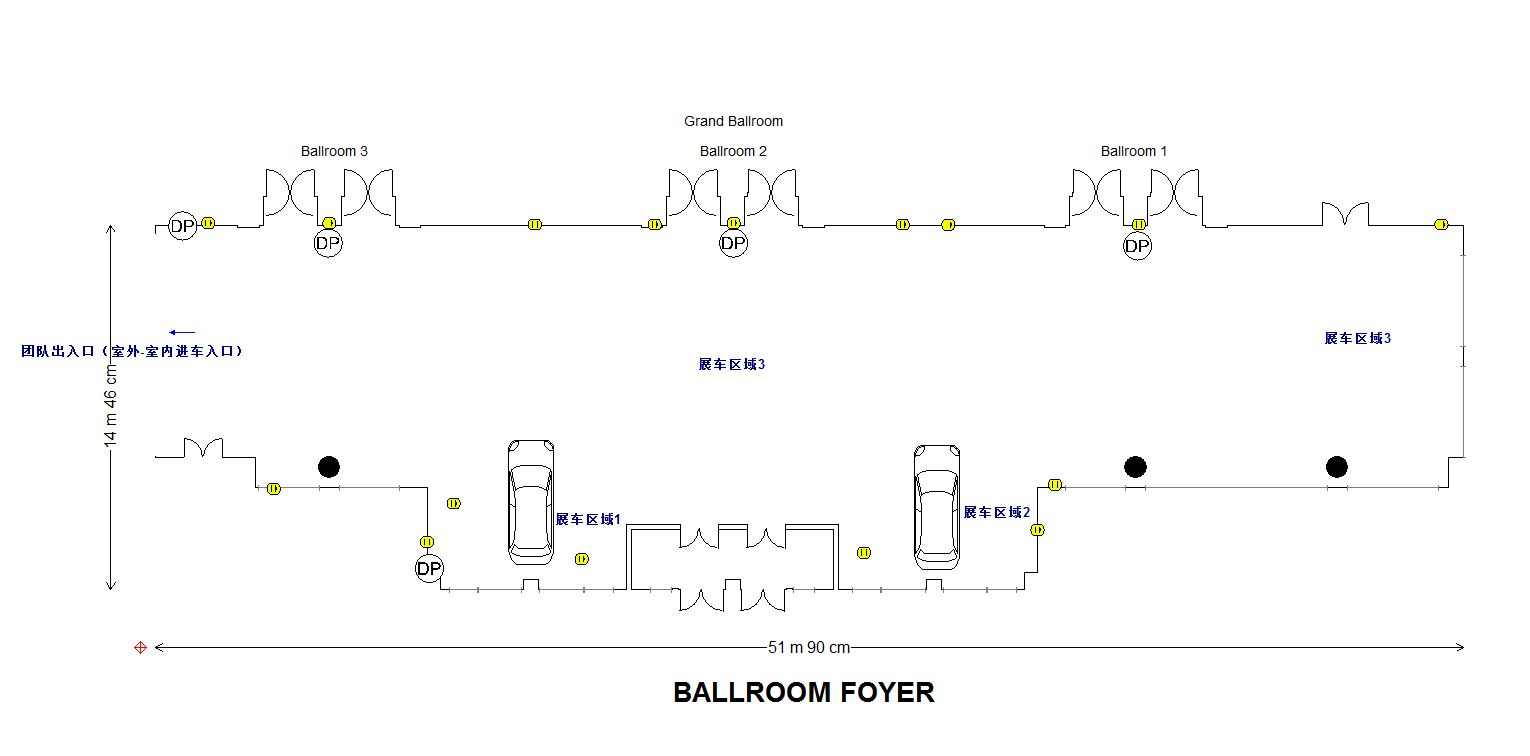 Grand Ballroom
Ballroom 3
Ballroom 2
Ballroom 1
DP
DP
DP
DP
团队出入口（室外-室内进车入口）
展车区域3
展车区域3
14 m 46 cm
展车区域1
展车区域2
DP
51 m 90 cm
BALLROOM FOYER